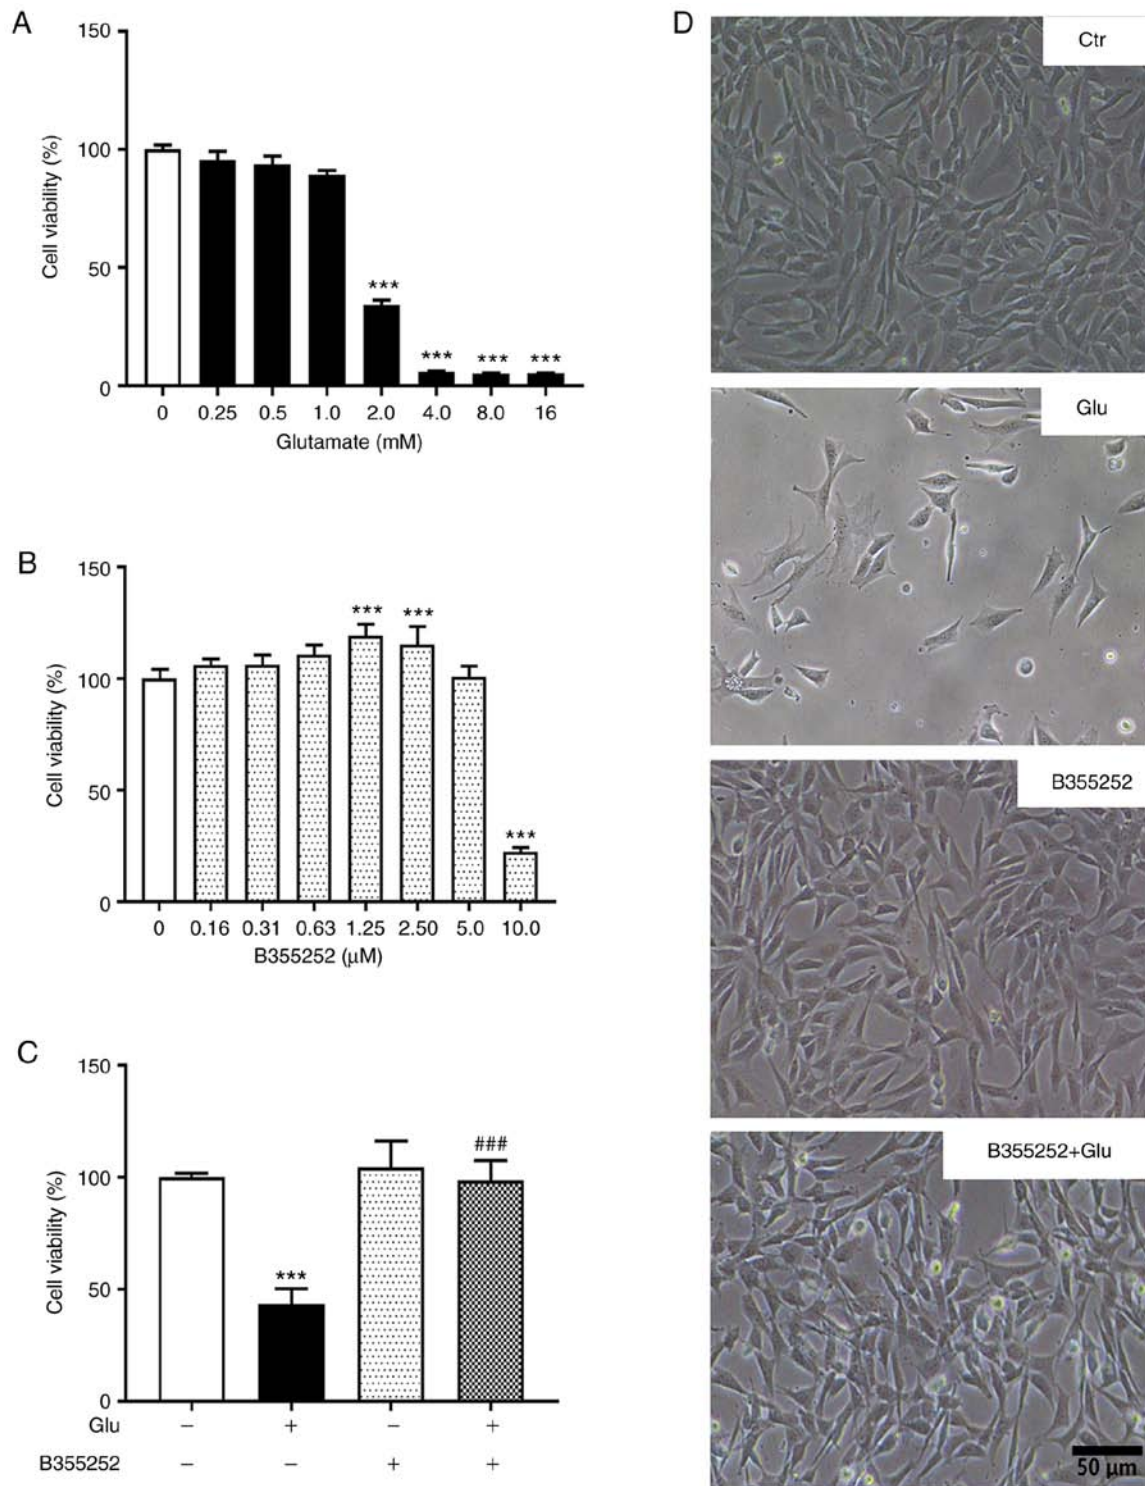 A
150
100
50
0
Cell viability (%)
***
***
***
***
0 0.25 0.5 1.0 2.0 4.0 8.0 16
Glutamate (mM)
B
150
100
50
0
Cell viability (%)
***
***
***
0 0.16 0.31 0.63 1.25 2.50 5.0 10.0
B355252 (μM)
C
150
100
50
0
Cell viability (%)
***
###
Glu − + − +
B355252 − − + +
D
Ctr
Glu
B355252
B355252+Glu
50 μm